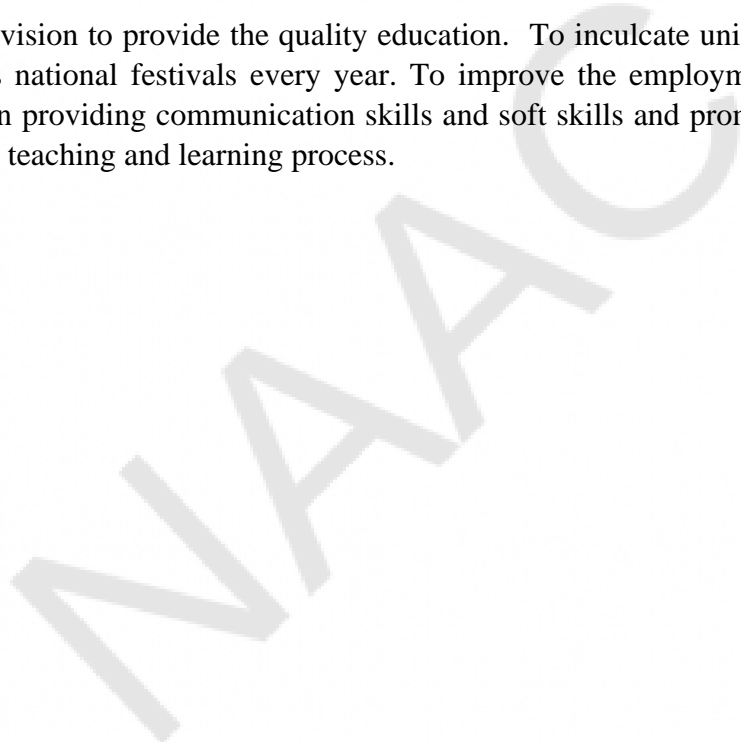 vision to provide the quality education. To inculcate uni
national festivals every year. To improve the employm
n providing communication skills and soft skills and pro
teaching and learning process.
NAAC